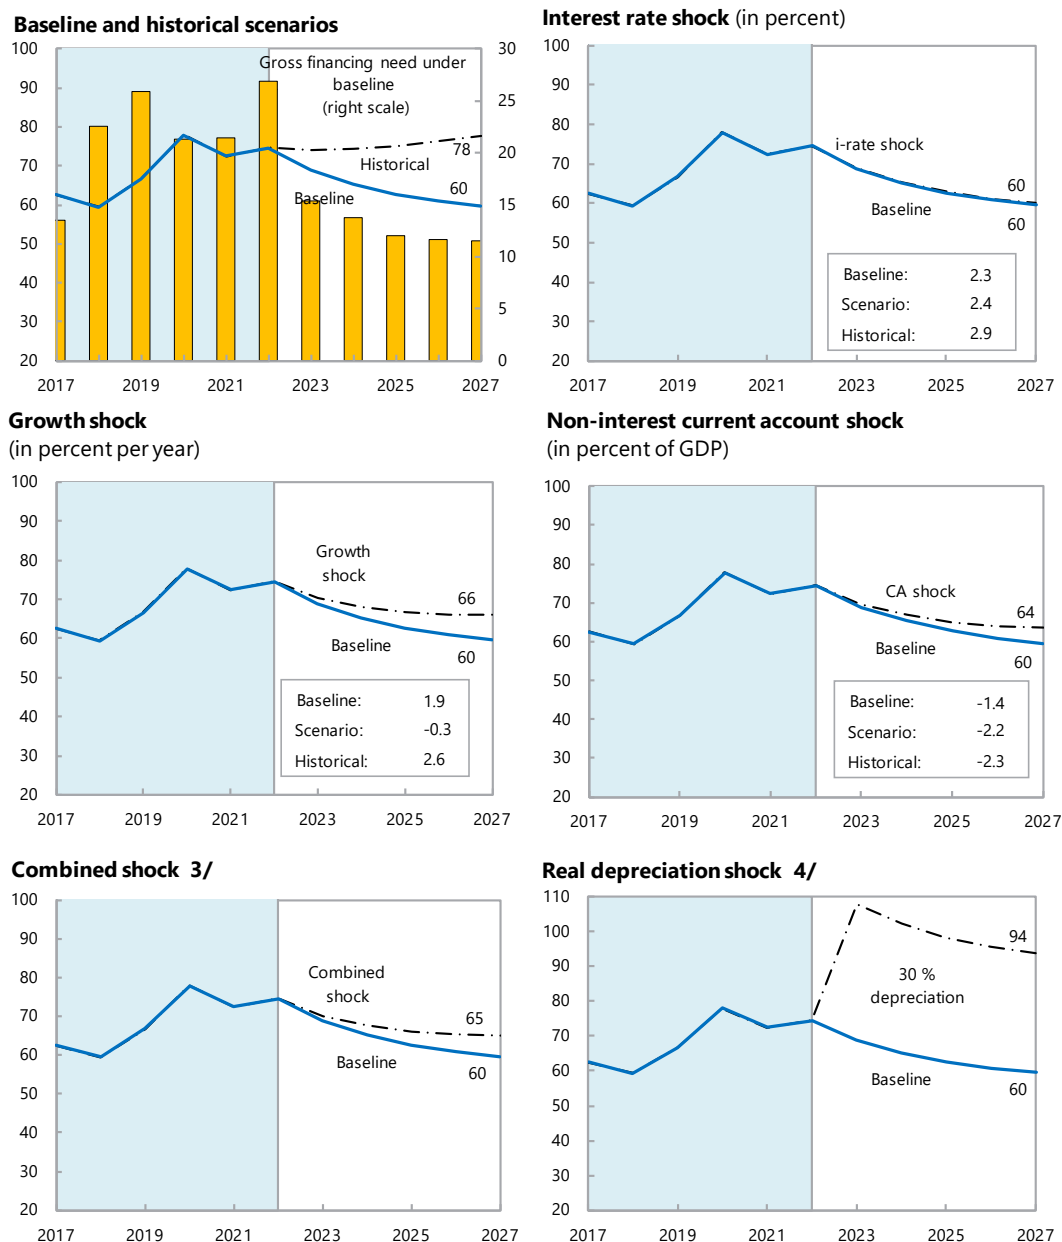 Baseline and historical scenarios
100
90
80
70
60
50
40
30
20
30
25
20
15
10
5
0
Gross financing need under
baseline
(right scale)
78
Historical
60
Baseline
2017 2019 2021 2023 2025 2027
Interest rate shock (in percent)
100
90
80
70
60
50
40
30
20
i-rate shock
60
Baseline
60
Baseline: 2.3
Scenario: 2.4
Historical: 2.9
2017 2019 2021 2023 2025 2027
Growth shock
(in percent per year)
100
90
80
70
60
50
40
30
20
Growth
shock
66
Baseline
60
Baseline: 1.9
Scenario: -0.3
Historical: 2.6
2017 2019 2021 2023 2025 2027
Non-interest current account shock
(in percent of GDP)
100
90
80
70
60
50
40
30
20
CA shock
64
Baseline
60
Baseline: -1.4
Scenario: -2.2
Historical: -2.3
2017 2019 2021 2023 2025 2027
Combined shock 3/
100
90
80
70
60
50
40
30
20
Combined
shock
65
Baseline
60
2017 2019 2021 2023 2025 2027
Real depreciation shock 4/
110
100
90
80
70
60
50
40
30
20
94
30 %
depreciation
Baseline
60
2017 2019 2021 2023 2025 2027